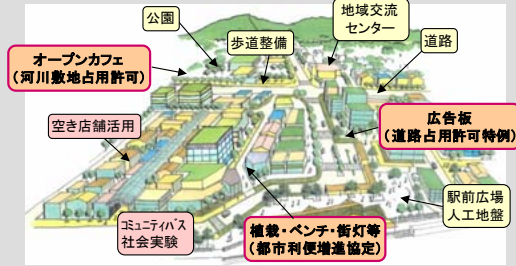 公園
地域交流
センター
歩道整備
道路
オープンカフェ
(河川敷地占用許可)
空き店舗活用
広告板
(道路占用許可特例)
駅前広場
人工地盤
コミュニティバス
社会実験
植栽・ベンチ・街灯等
(都市利便増進協定)